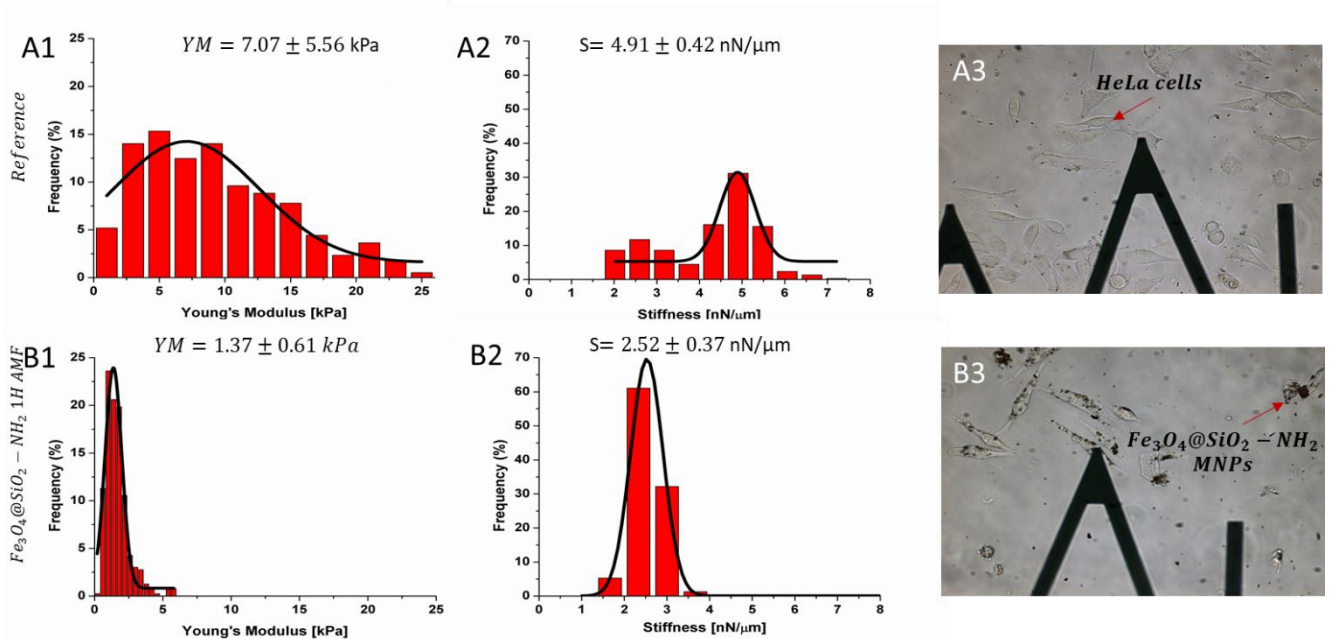 A1
YM = 7.07 ± 5.56 kPa
Reference
Frequency (%)
25
20
15
10
5
0
0 5 10 15 20 25
Young's Modulus [kPa]
A2
S= 4.91 ± 0.42 nN/μm
Frequency (%)
70
60
50
40
30
20
10
0
0 1 2 3 4 5 6 7 8
Stiffness [nN/μm]
A3
HeLa cells
B1
YM = 1.37 ± 0.61 kPa
Fe₃O₄@SiO₂ − NH₂ 1H AMF
Frequency (%)
25
20
15
10
5
0
0 5 10 15 20 25
Young's Modulus [kPa]
B2
S= 2.52 ± 0.37 nN/μm
Frequency (%)
70
60
50
40
30
20
10
0
0 1 2 3 4 5 6 7 8
Stiffness [nN/μm]
B3
Fe₃O₄@SiO₂ − NH₂
MNPs